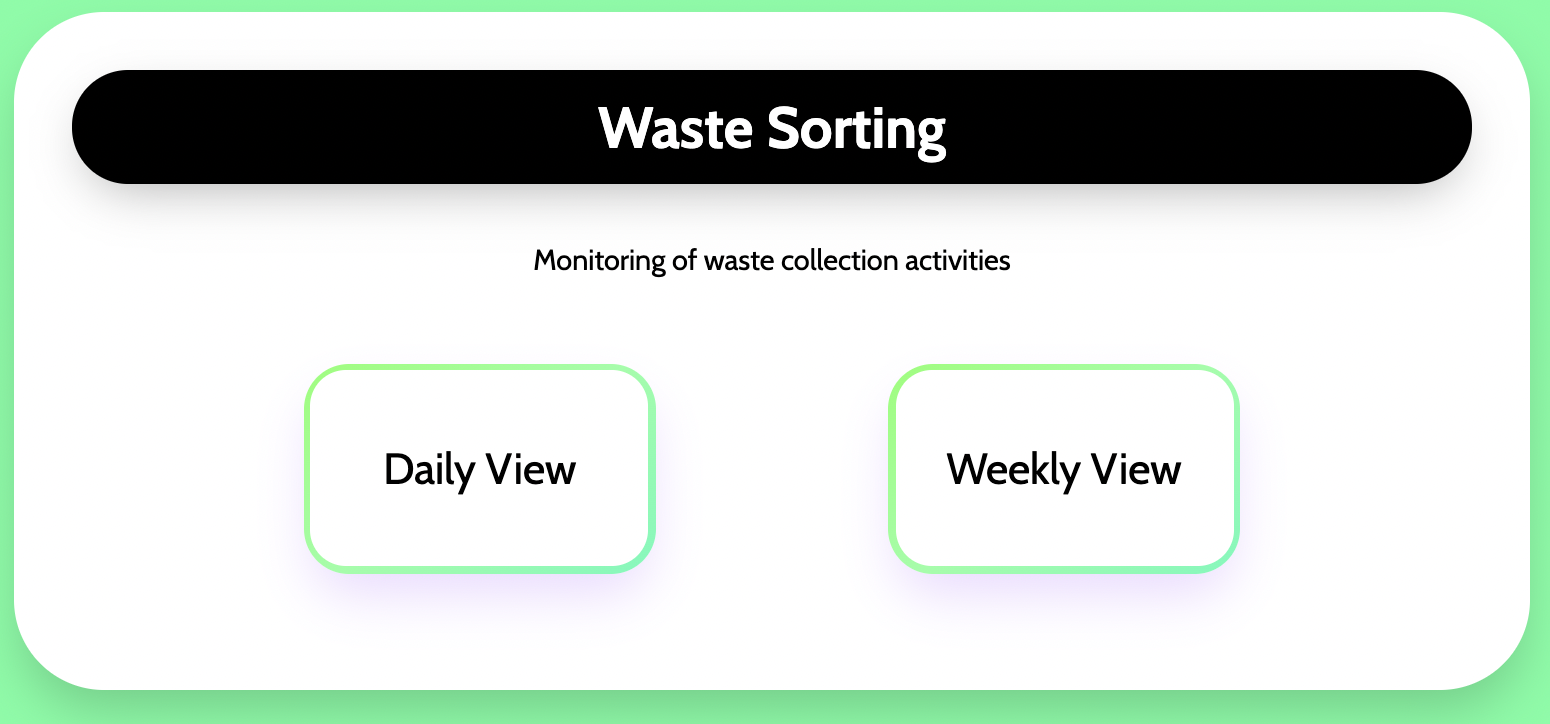 Waste Sorting
Monitoring of waste collection activities
Daily View
Weekly View